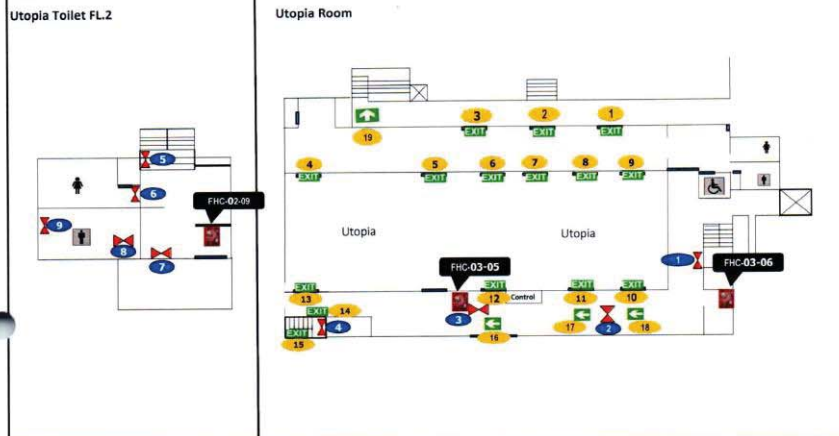 Utopia Toilet FL.2
Utopia Room
3
2
1
EXIT
EXIT
EXIT
19
4
5
6
7
8
9
EXIT
EXIT
EXIT
EXIT
EXIT
EXIT
5
6
FHC-02-09
9
8
7
Utopia
Utopia
1
FHC-03-05
FHC-03-06
EXIT
EXIT
EXIT
EXIT
13
12
Control
11
10
EXIT
14
3
4
17
2
18
EXIT
15
16